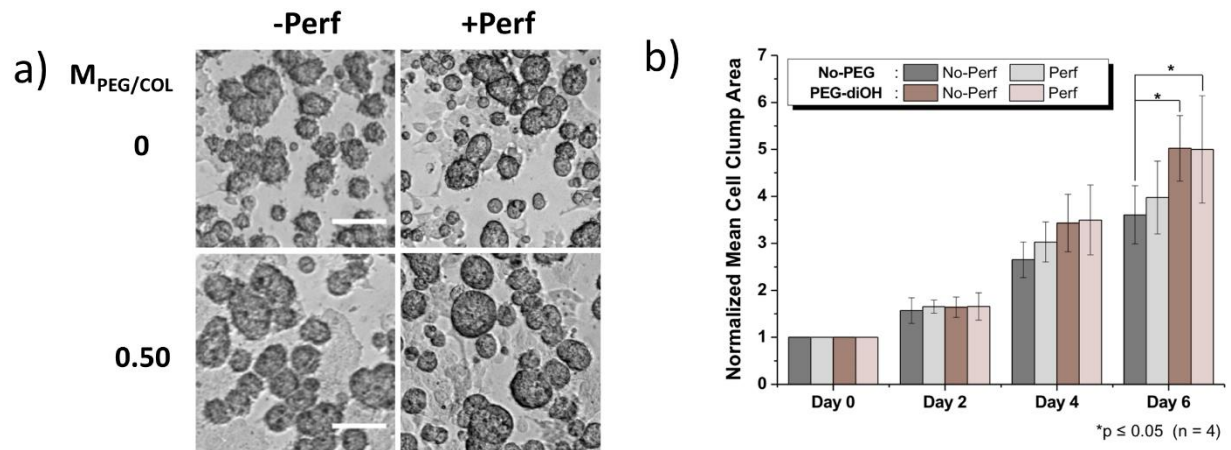 a)
-Perf +Perf
MPEG/COL
0
0.50
b)
Normalized Mean Cell Clump Area
7
6
5
4
3
2
1
0
No-PEG : No-Perf Perf
PEG-diOH : No-Perf Perf
*
*
Day 0 Day 2 Day 4 Day 6
*p ≤ 0.05 (n = 4)